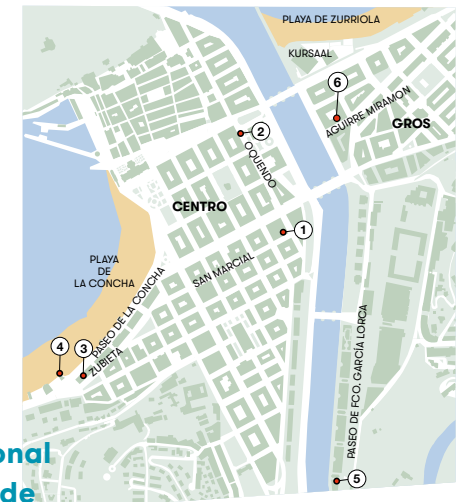 PLAYA DE ZURRIOLA
KURSAAL
6
AGUIRRE MIRAMON
GROS
2
OQUENDO
CENTRO
1
SAN MARCIAL
PLAYA
DE
LA CONCHA
PASEO DE LA CONCHA
ZUBIETA
4
3
PASEO DE FCO. GARCÍA LORCA
onal
de
5